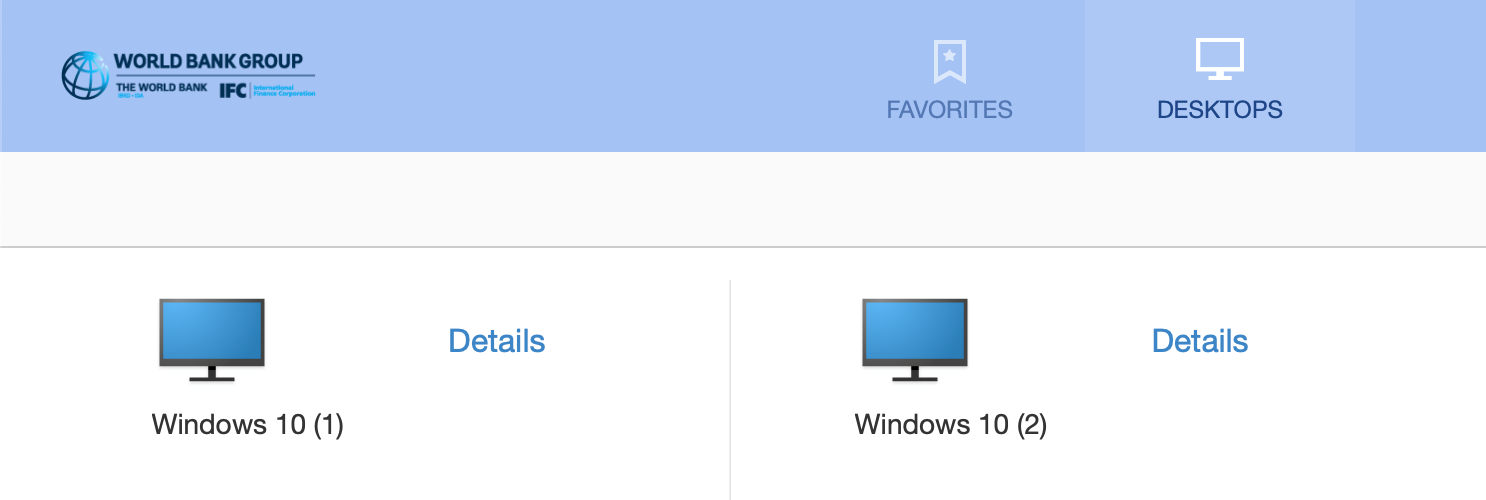 WORLD BANK GROUP
THE WORLD BANK
IBRD • IDA
IFC
International
Finance Corporation
FAVORITES
DESKTOPS
Details
Details
Windows 10 (1)
Windows 10 (2)